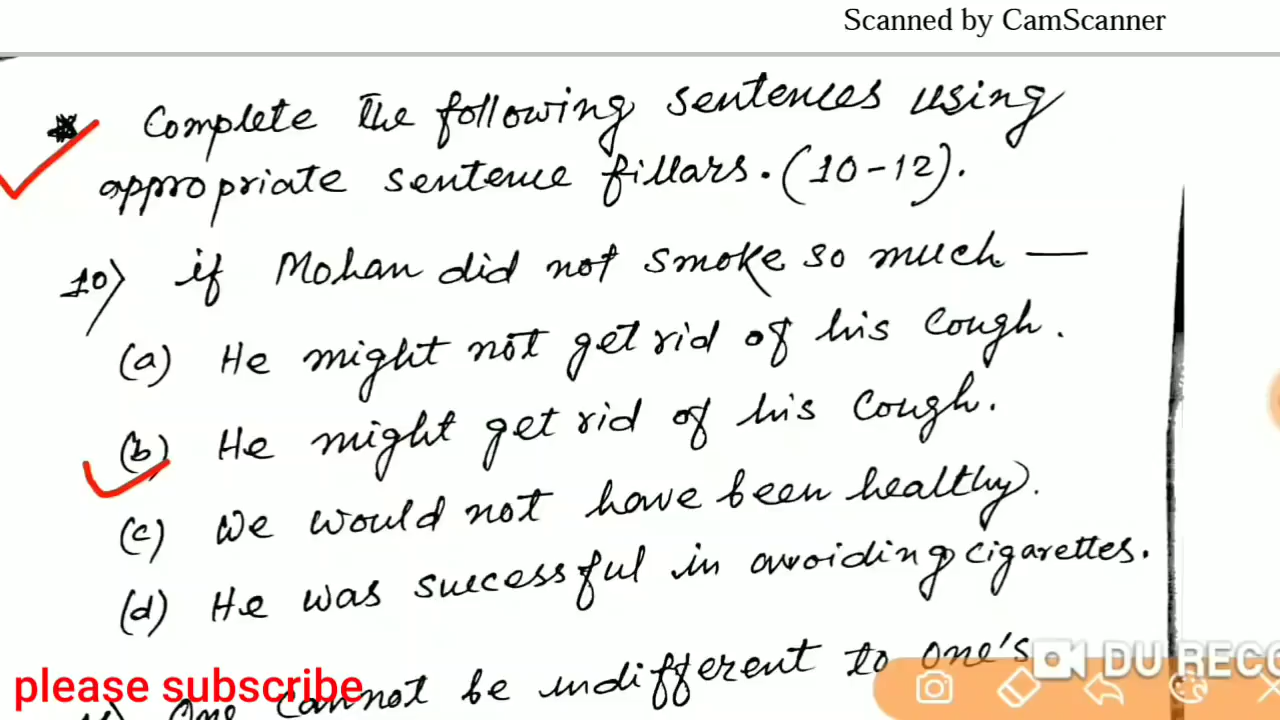 Scanned by CamScanner
Complete the following sentences using
appropriate sentence fillars. (10-12).
10) if Mohan did not smoke so much —
(a) He might not get rid of his cough.
(b) He might get rid of his cough.
(c) We would not have been healthy.
(d) He was successful in avoiding cigarettes.
One cannot be indifferent to one's
please subscribe
DU RECO